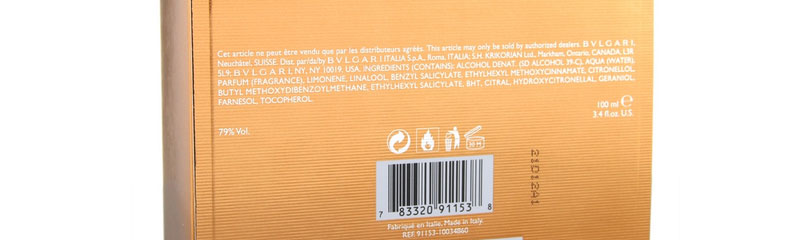 Cet article ne peut être vendu que par les distributeurs agréés. This article may only be sold by authorized dealers. BVLGARI,
Neuchâtel, SUISSE. Dist. par/da/by BVLGARI ITALIA S.p.A., Roma, ITALIA; S.H. KRIKORIAN Ltd., Markham, Ontario, CANADA, L3R
5L9; BVLGARI, NY, NY 10019, USA. INGREDIENTS (CONTAINS): ALCOHOL DENAT. (SD ALCOHOL 39-C), AQUA (WATER),
PARFUM (FRAGRANCE), LIMONENE, LINALOOL, BENZYL SALICYLATE, ETHYLHEXYL METHOXYCINNAMATE, CITRONELLOL,
BUTYL METHOXYDIBENZOYLMETHANE, ETHYLHEXYL SALICYLATE, BHT, CITRAL, HYDROXYCITRONELLAL, GERANIOL,
FARNESOL, TOCOPHEROL.
100 ml e
3.4 fl.oz. U.S.
79% Vol.
7 83320 91153 8
Fabriqué en Italie, Made in Italy
REF. 91153-10034860